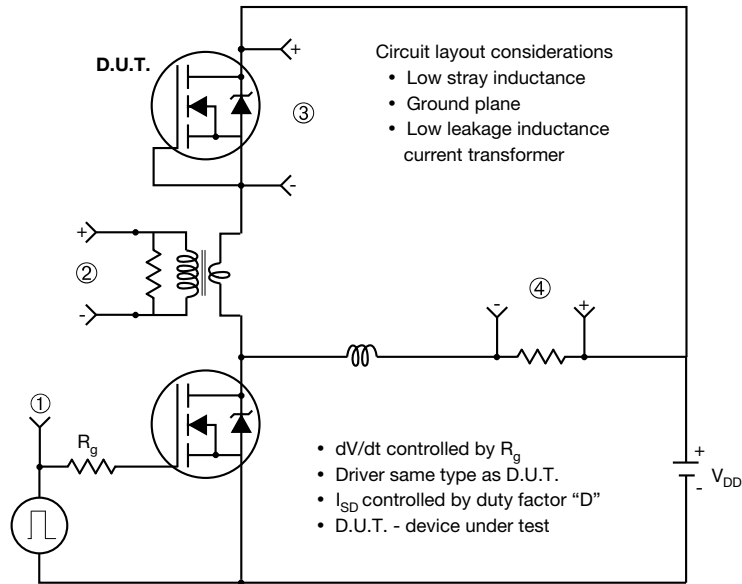 D.U.T.
+
Circuit layout considerations
• Low stray inductance
③
• Ground plane
• Low leakage inductance
current transformer
-
+
②
-
④
- +
①
Rg
• dV/dt controlled by Rg
• Driver same type as D.U.T.
• ISD controlled by duty factor “D”
• D.U.T. - device under test
+
VDD
-